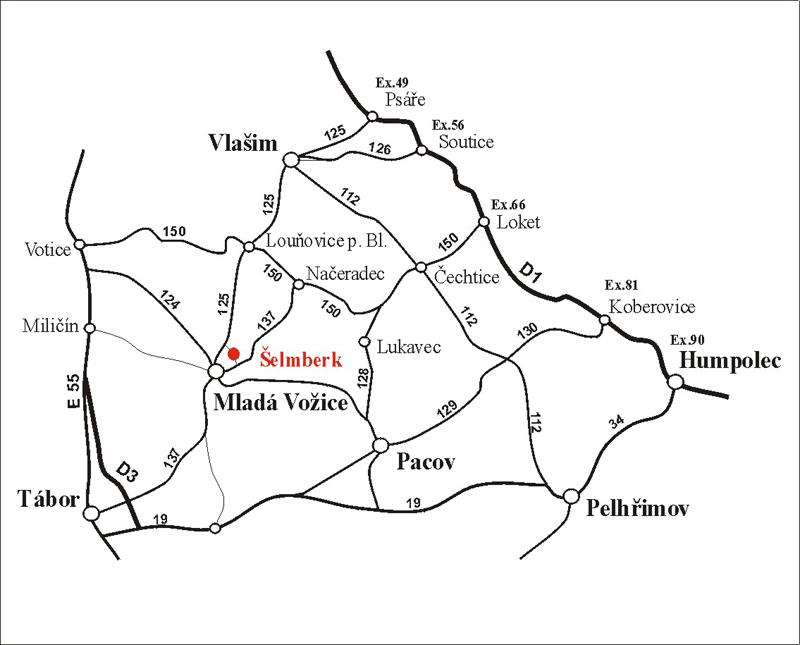 Ex.49
Psáře
125
Ex.56
Vlašim
126
Soutice
112
125
Ex.66
Loket
150
150
Votice
Louňovice p. Bl.
150
Načeradec
Čechtice
D1
Ex.81
124
125
137
150
112
Koberovice
Miličín
130
Lukavec
Ex.90
Šelmberk
Humpolec
128
E 55
Mladá Vožice
129
112
34
137
D3
Pacov
Tábor
19
19
Pelhřimov